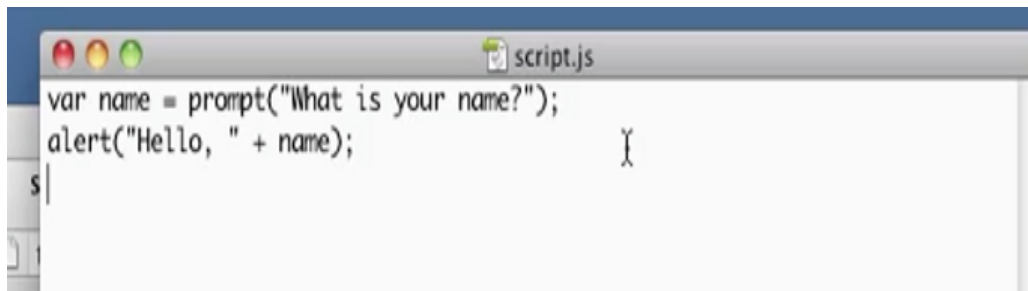 script.js
var name = prompt("What is your name?");
alert("Hello, " + name);
s